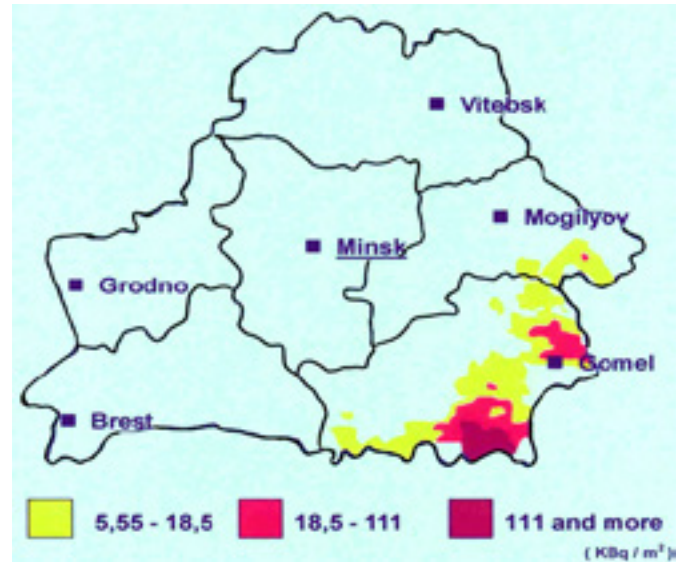 Vitebsk
Mogilyov
Minsk
Grodno
Gomel
Brest
5,55 - 18,5
18,5 - 111
111 and more
( KBq / m² )